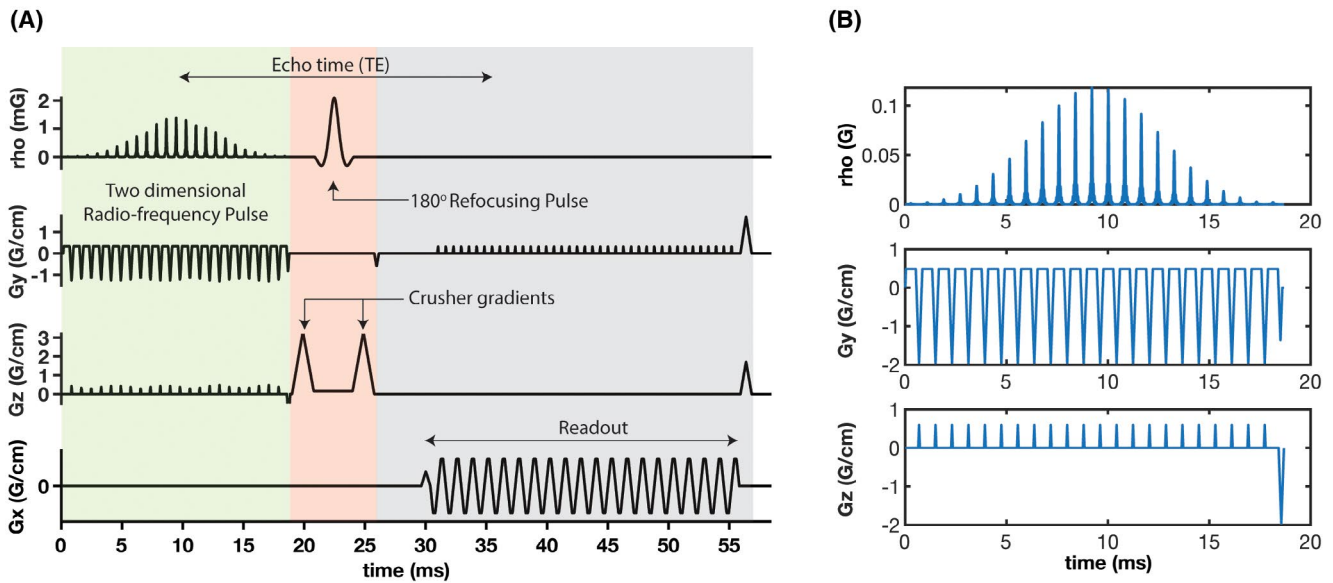 (A)
(B)
Echo time (TE)
rho (mG)
2
1
0
Two dimensional
Radio-frequency Pulse
180º Refocusing Pulse
Gy (G/cm)
1
0
-1
Crusher gradients
Gz (G/cm)
3
2
1
0
Readout
Gx (G/cm)
0
0 5 10 15 20 25 30 35 40 45 50 55
time (ms)
rho (G)
0.1
0.05
0
0 5 10 15 20
Gy (G/cm)
1
0
-1
-2
0 5 10 15 20
Gz (G/cm)
1
0
-1
-2
0 5 10 15 20
time (ms)